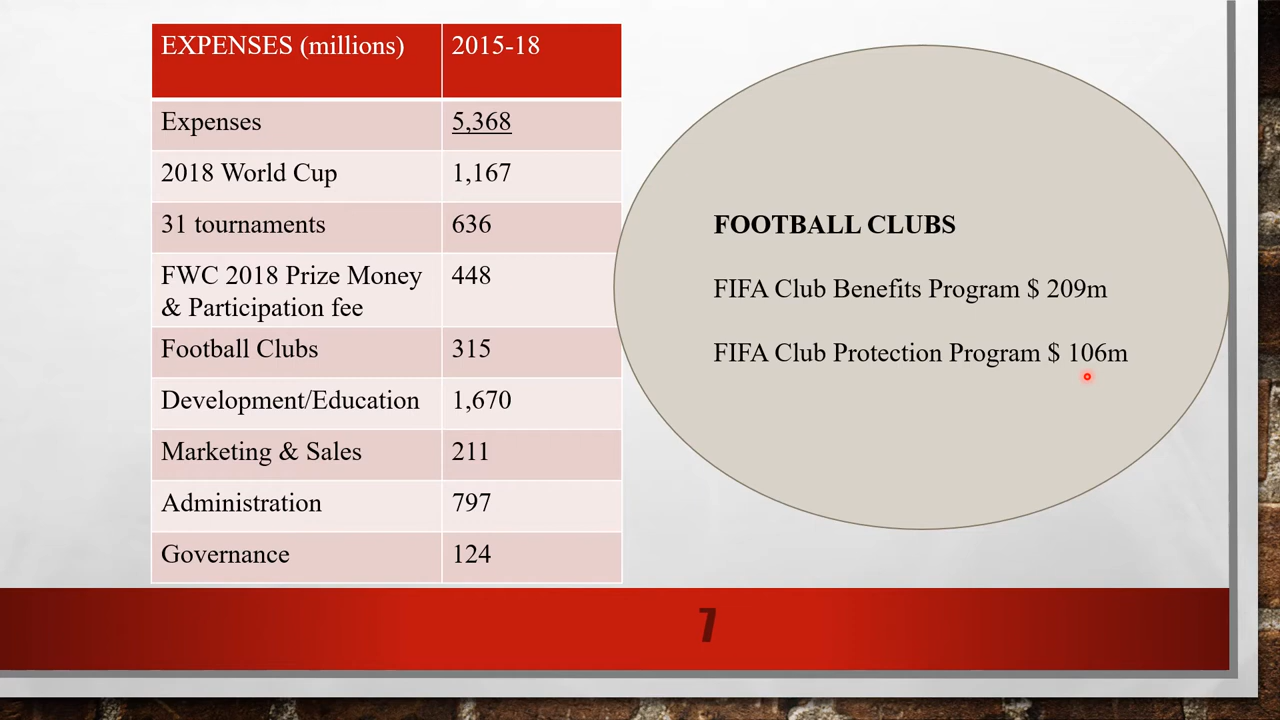 EXPENSES (millions) 2015-18
Expenses 5,368
2018 World Cup 1,167
31 tournaments 636
FWC 2018 Prize Money 448
& Participation fee
Football Clubs 315
Development/Education 1,670
Marketing & Sales 211
Administration 797
Governance 124
FOOTBALL CLUBS
FIFA Club Benefits Program $ 209m
FIFA Club Protection Program $ 106m
7